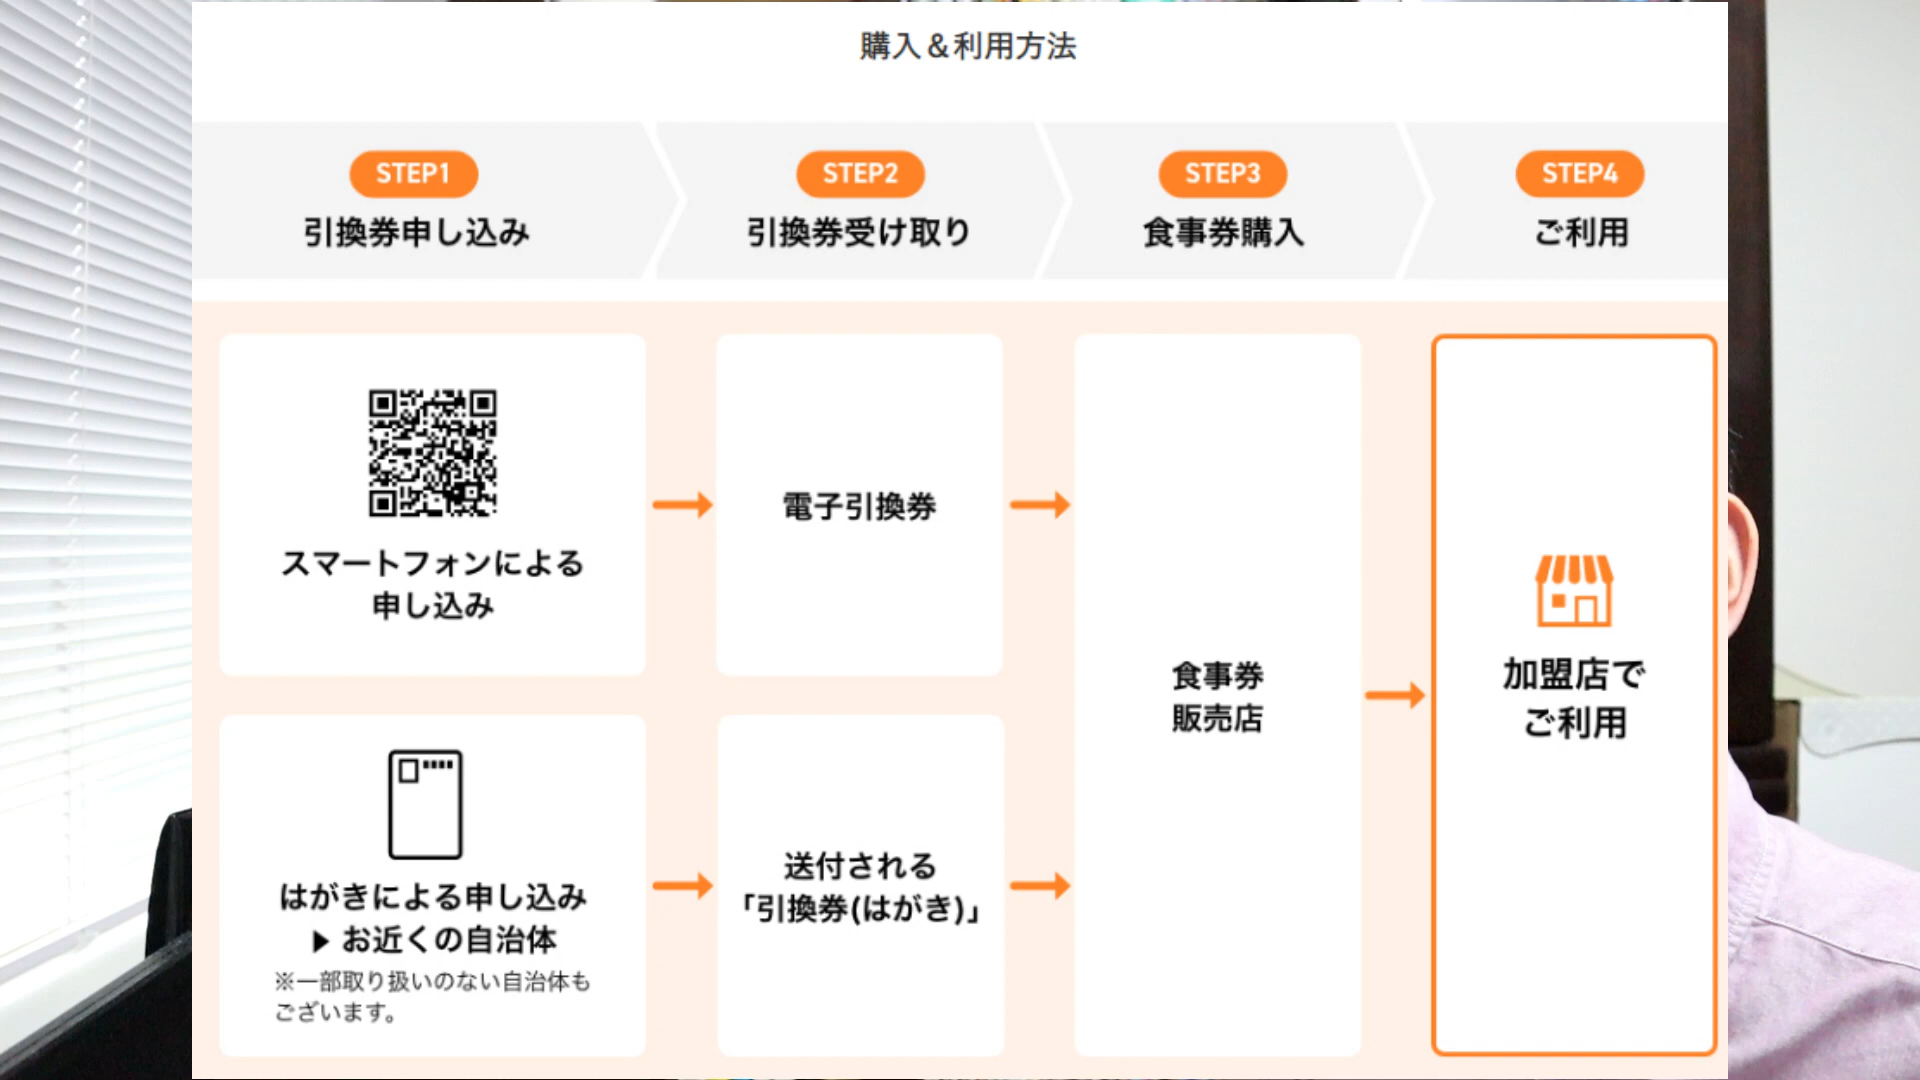 購入&利用方法
STEP1
引換券申し込み
STEP2
引換券受け取り
STEP3
食事券購入
STEP4
ご利用
スマートフォンによる
申し込み
電子引換券
はがきによる申し込み
▶ お近くの自治体
※一部取り扱いのない自治体も
ございます。
送付される
「引換券(はがき)」
食事券
販売店
加盟店で
ご利用